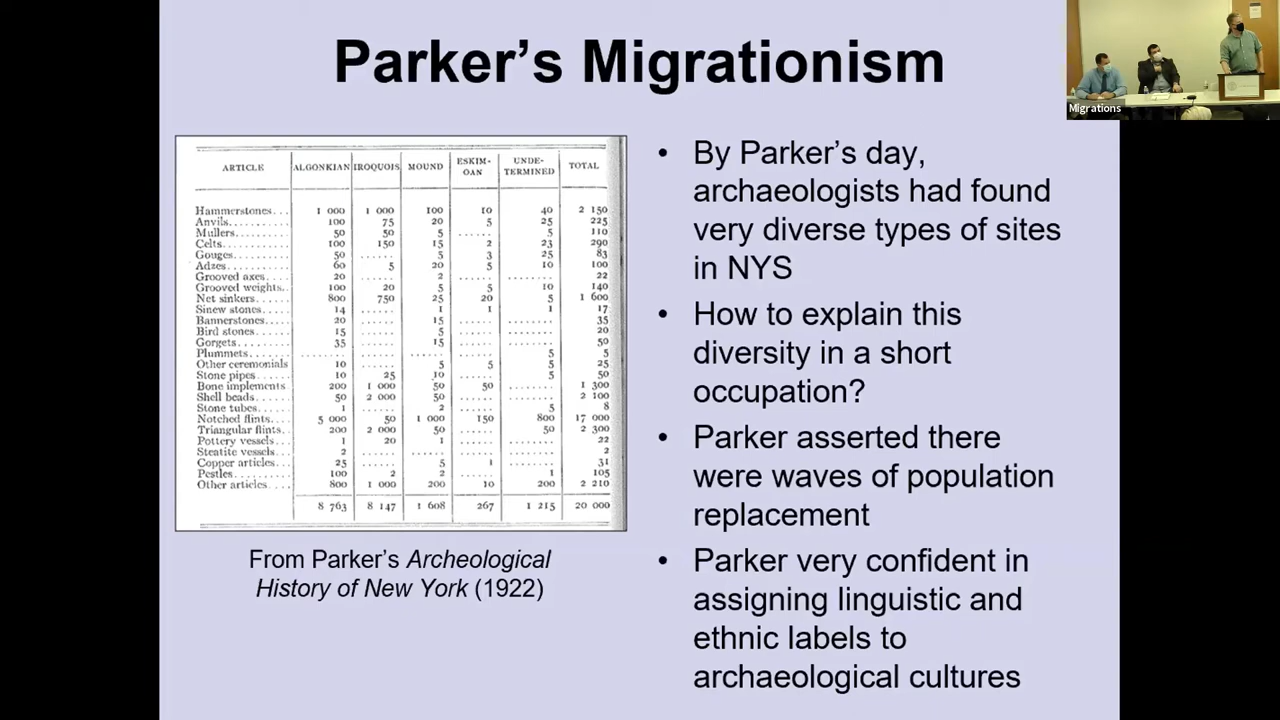 Parker's Migrationism
Migrations
ARTICLE ALGONKIAN IROQUOIS MOUND ESKIM-OAN UNDE-TERMINED TOTAL
Hammerstones... 1 000 1 000 100 10 40 2 150
Anvils....... 100 75 20 5 25 225
Mullers...... 50 50 5 ...... 5 110
Celts........ 100 150 15 2 23 290
Gouges....... 50 ...... 5 3 25 83
Adzes........ 60 5 20 5 10 100
Grooved axes.... 20 ...... 2 ...... ...... 22
Grooved weights.. 100 20 5 5 10 140
Net sinkers...... 800 750 25 20 5 1 600
Sinew stones.... 14 ...... 1 1 1 17
Bannerstones.... 20 ...... 15 ...... ...... 35
Bird stones..... 15 ...... 5 ...... ...... 20
Gorgets....... 35 ...... 15 ...... ...... 50
Plummets....... ...... ...... ...... ...... 5 5
Other ceremonials 10 ...... 5 5 5 25
Stone pipes..... 10 25 10 ...... 5 50
Bone implements 200 1 000 50 50 ...... 1 300
Shell beads..... 50 2 000 50 ...... ...... 2 100
Stone tubes.... 1 ...... 2 ...... 5 8
Notched flints... 5 000 50 1 000 150 800 17 000
Triangular flints.. 200 2 000 50 ...... 50 2 300
Pottery vessels... 1 20 1 ...... ...... 22
Steatite vessels... 2 ...... ...... ...... ...... 2
Copper articles... 25 ...... 5 1 ...... 31
Pestles........ 100 2 2 ...... 1 105
Other articles.... 800 1 000 200 10 200 2 210
8 763 8 147 1 608 267 1 215 20 000
From Parker's Archeological
History of New York (1922)
• By Parker's day,
archaeologists had found
very diverse types of sites
in NYS
• How to explain this
diversity in a short
occupation?
• Parker asserted there
were waves of population
replacement
• Parker very confident in
assigning linguistic and
ethnic labels to
archaeological cultures